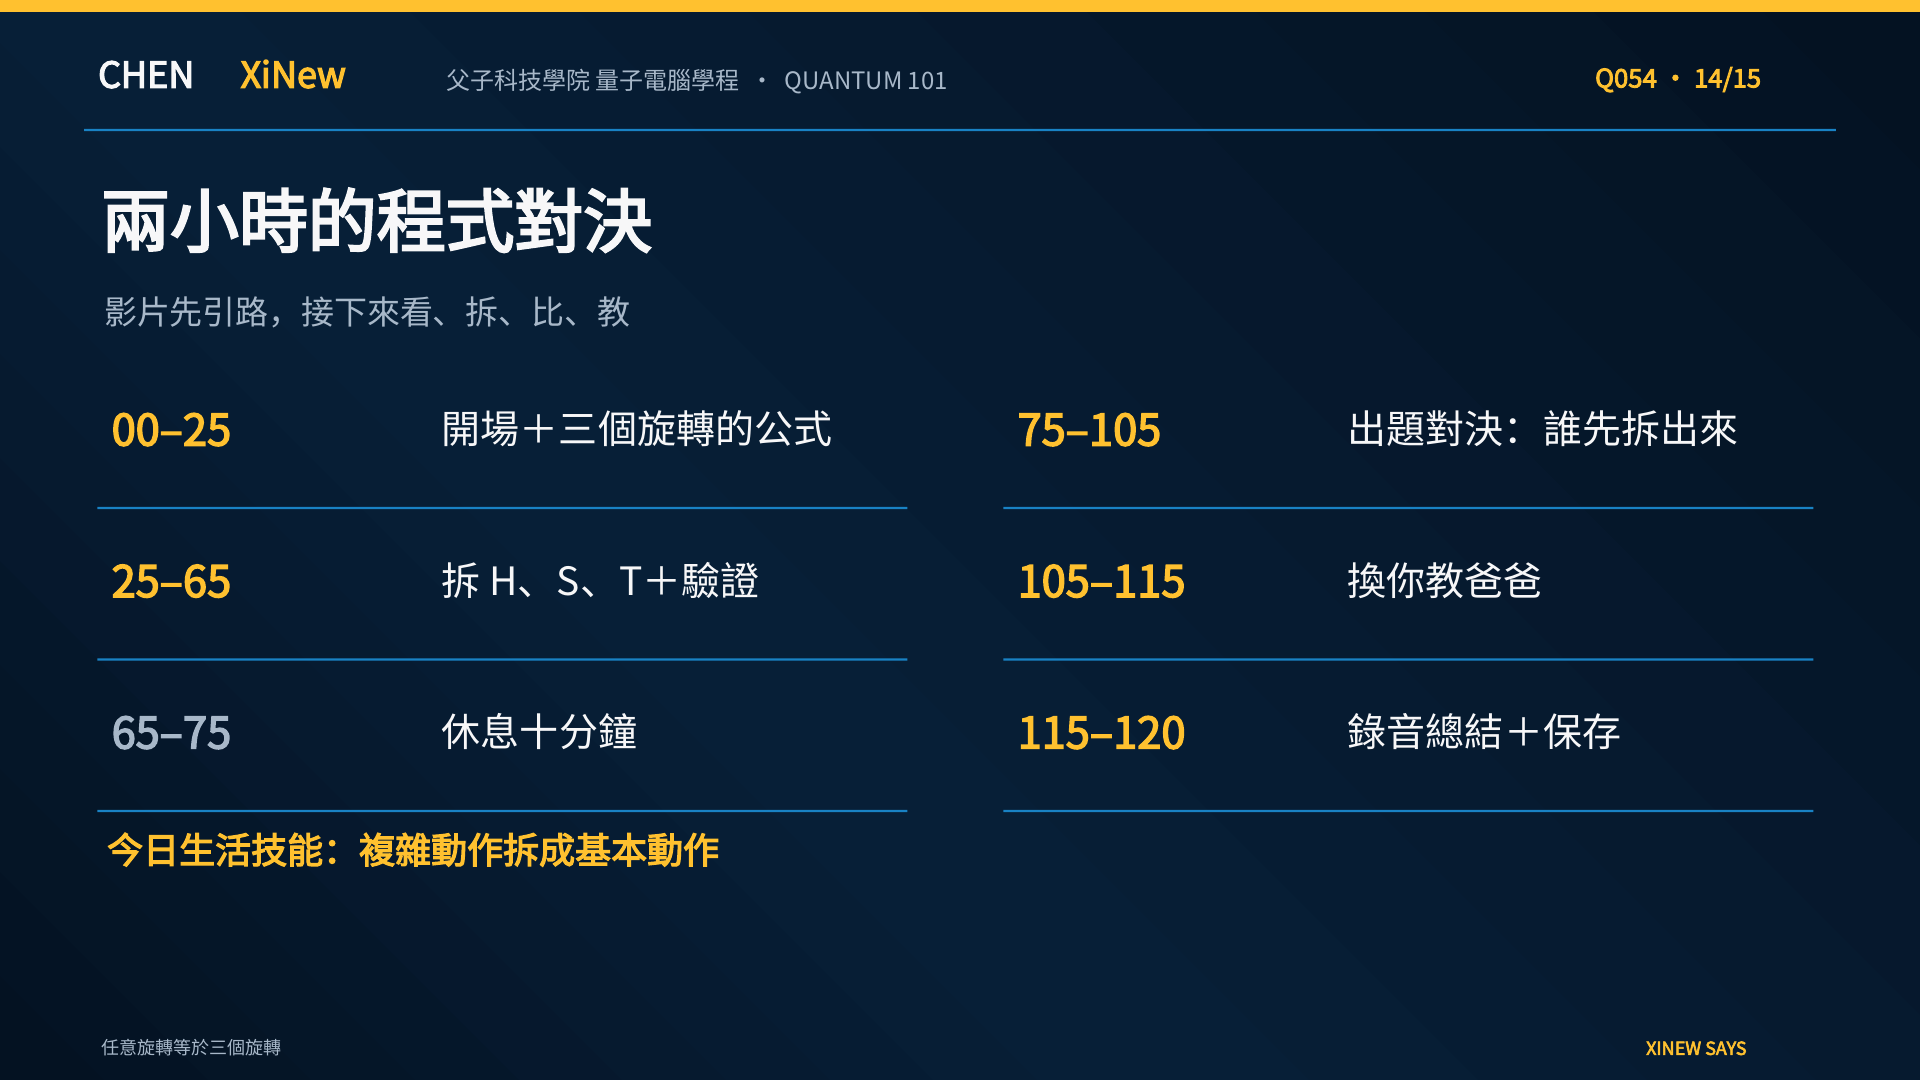 CHEN XiNew 父子科技學院 量子電腦學程 · QUANTUM 101 Q054 · 14/15
兩小時的程式對決
影片先引路，接下來看、拆、比、教
00–25 開場＋三個旋轉的公式
25–65 拆 H、S、T＋驗證
65–75 休息十分鐘
75–105 出題對決：誰先拆出來
105–115 換你教爸爸
115–120 錄音總結＋保存
今日生活技能：複雜動作拆成基本動作
任意旋轉等於三個旋轉 XINEW SAYS